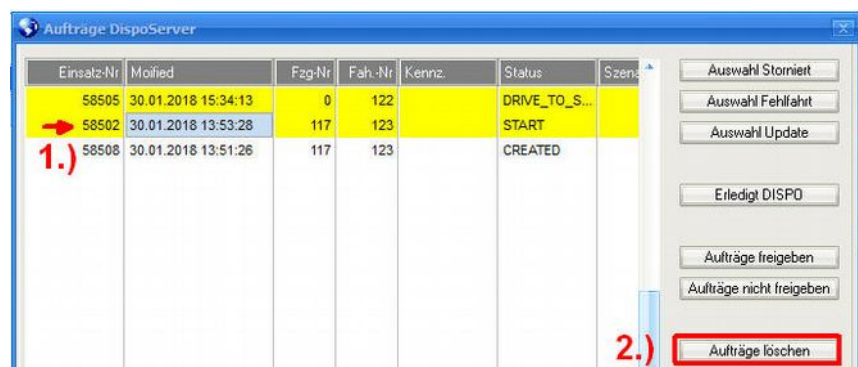 Aufträge DispoServer
Einsatz-Nr Moified Fzg-Nr Fah.-Nr Kennz. Status Szena
58505 30.01.2018 15:34:13 0 122 DRIVE_TO_S...
58502 30.01.2018 13:53:28 117 123 START
1.)
58508 30.01.2018 13:51:26 117 123 CREATED
Auswahl Storniert
Auswahl Fehlfahrt
Auswahl Update
Erledigt DISPO
Aufträge freigeben
Aufträge nicht freigeben
2.) Aufträge löschen